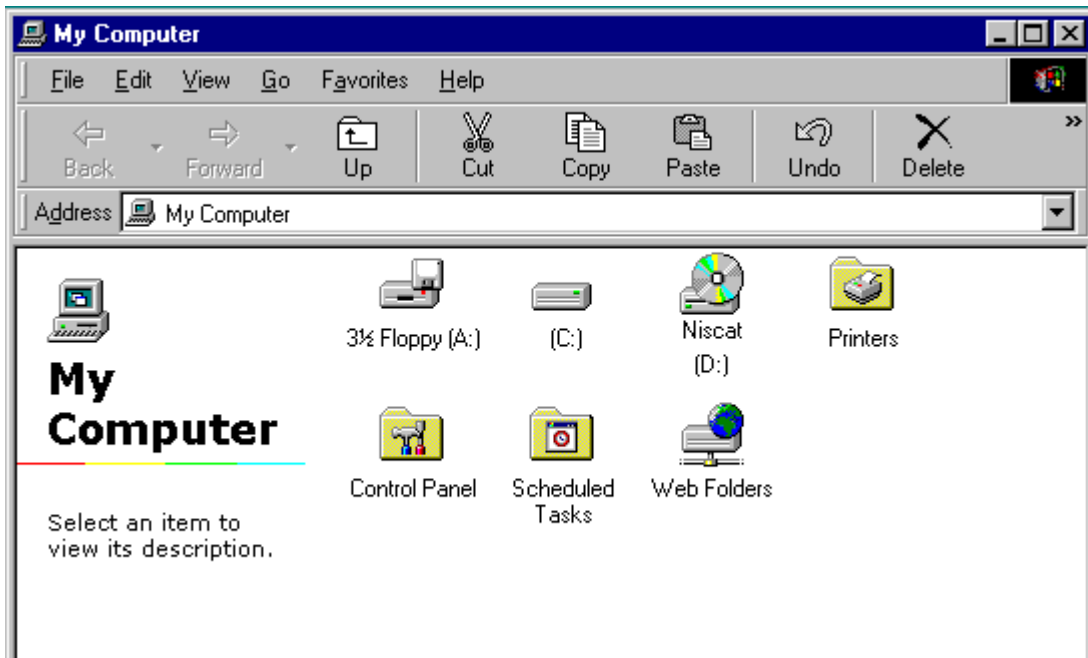 My Computer
File Edit View Go Favorites Help
Back Forward Up Cut Copy Paste Undo Delete »
Address My Computer
My
Computer
Select an item to
view its description.
3½ Floppy (A:) (C:) Niscat
(D:) Printers
Control Panel Scheduled
Tasks Web Folders